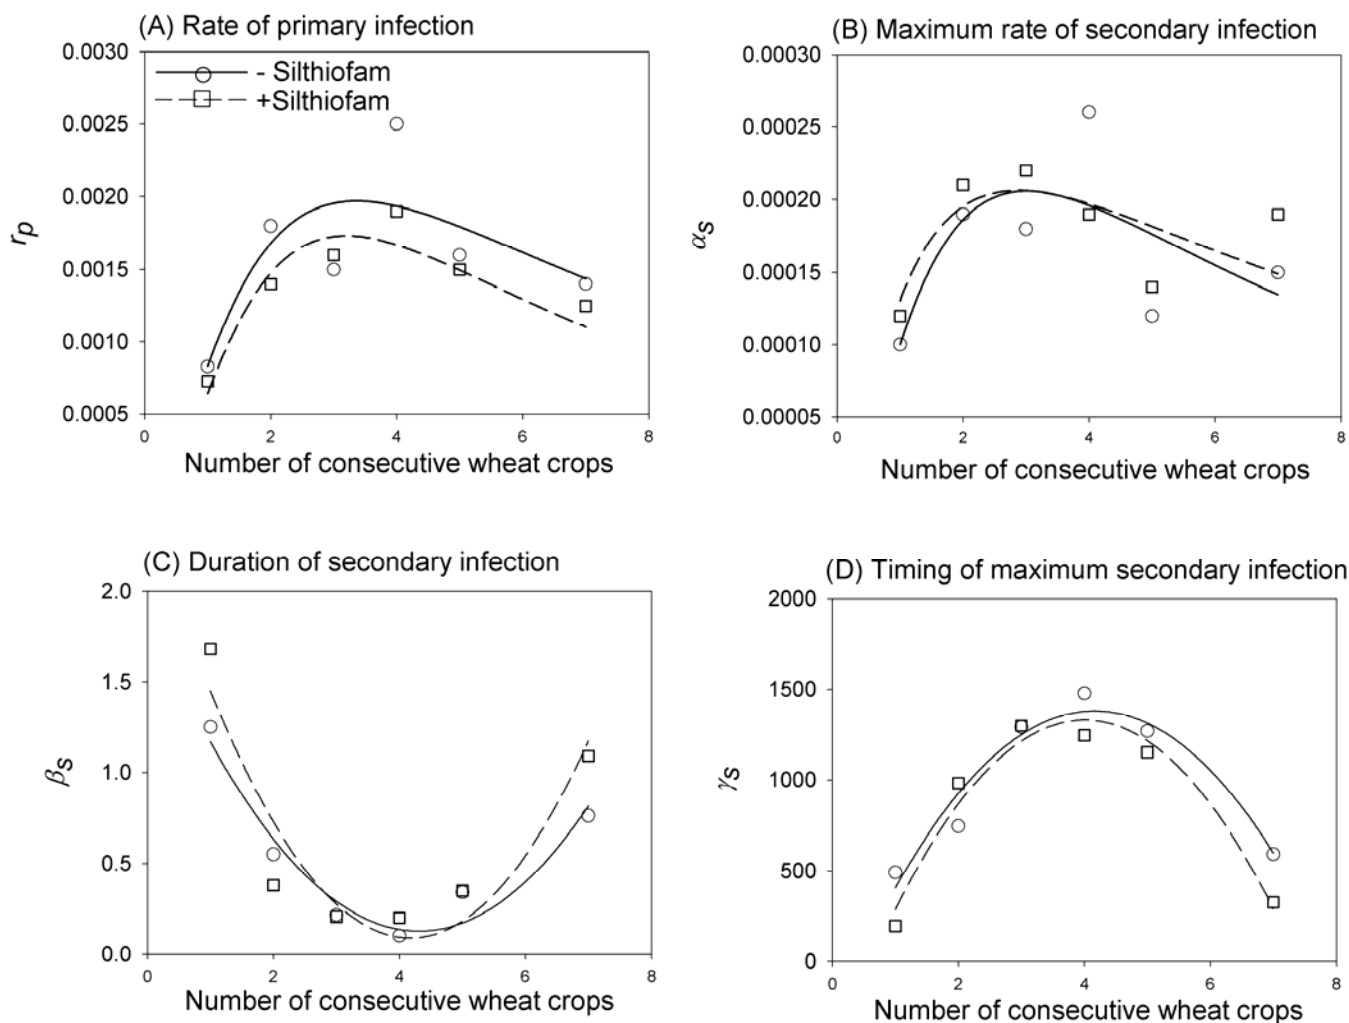 (A) Rate of primary infection
0.0030
0.0025
0.0020
0.0015
0.0010
0.0005
rp
- Silthiofam
+Silthiofam
0 2 4 6 8
Number of consecutive wheat crops
(B) Maximum rate of secondary infection
0.00030
0.00025
0.00020
0.00015
0.00010
0.00005
αs
0 2 4 6 8
Number of consecutive wheat crops
(C) Duration of secondary infection
2.0
1.5
1.0
0.5
0.0
βs
0 2 4 6 8
Number of consecutive wheat crops
(D) Timing of maximum secondary infection
2000
1500
1000
500
0
γs
0 2 4 6 8
Number of consecutive wheat crops